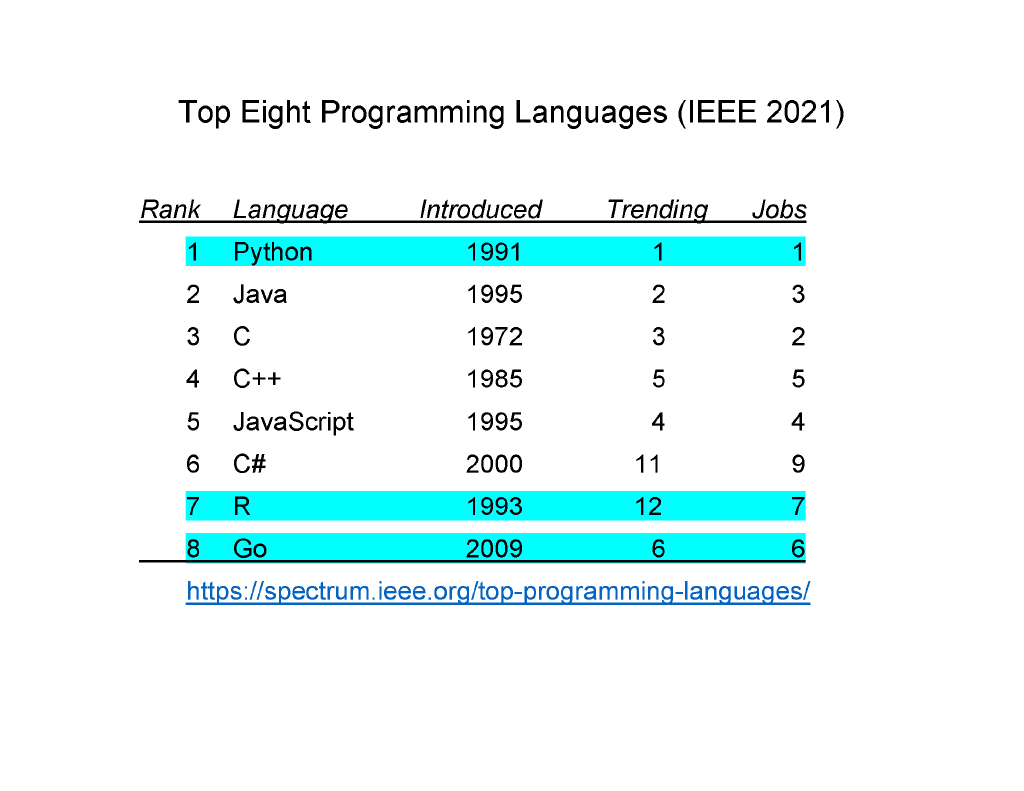 Top Eight Programming Languages (IEEE 2021)
Rank Language Introduced Trending Jobs
1 Python 1991 1 1
2 Java 1995 2 3
3 C 1972 3 2
4 C++ 1985 5 5
5 JavaScript 1995 4 4
6 C# 2000 11 9
7 R 1993 12 7
8 Go 2009 6 6
https://spectrum.ieee.org/top-programming-languages/